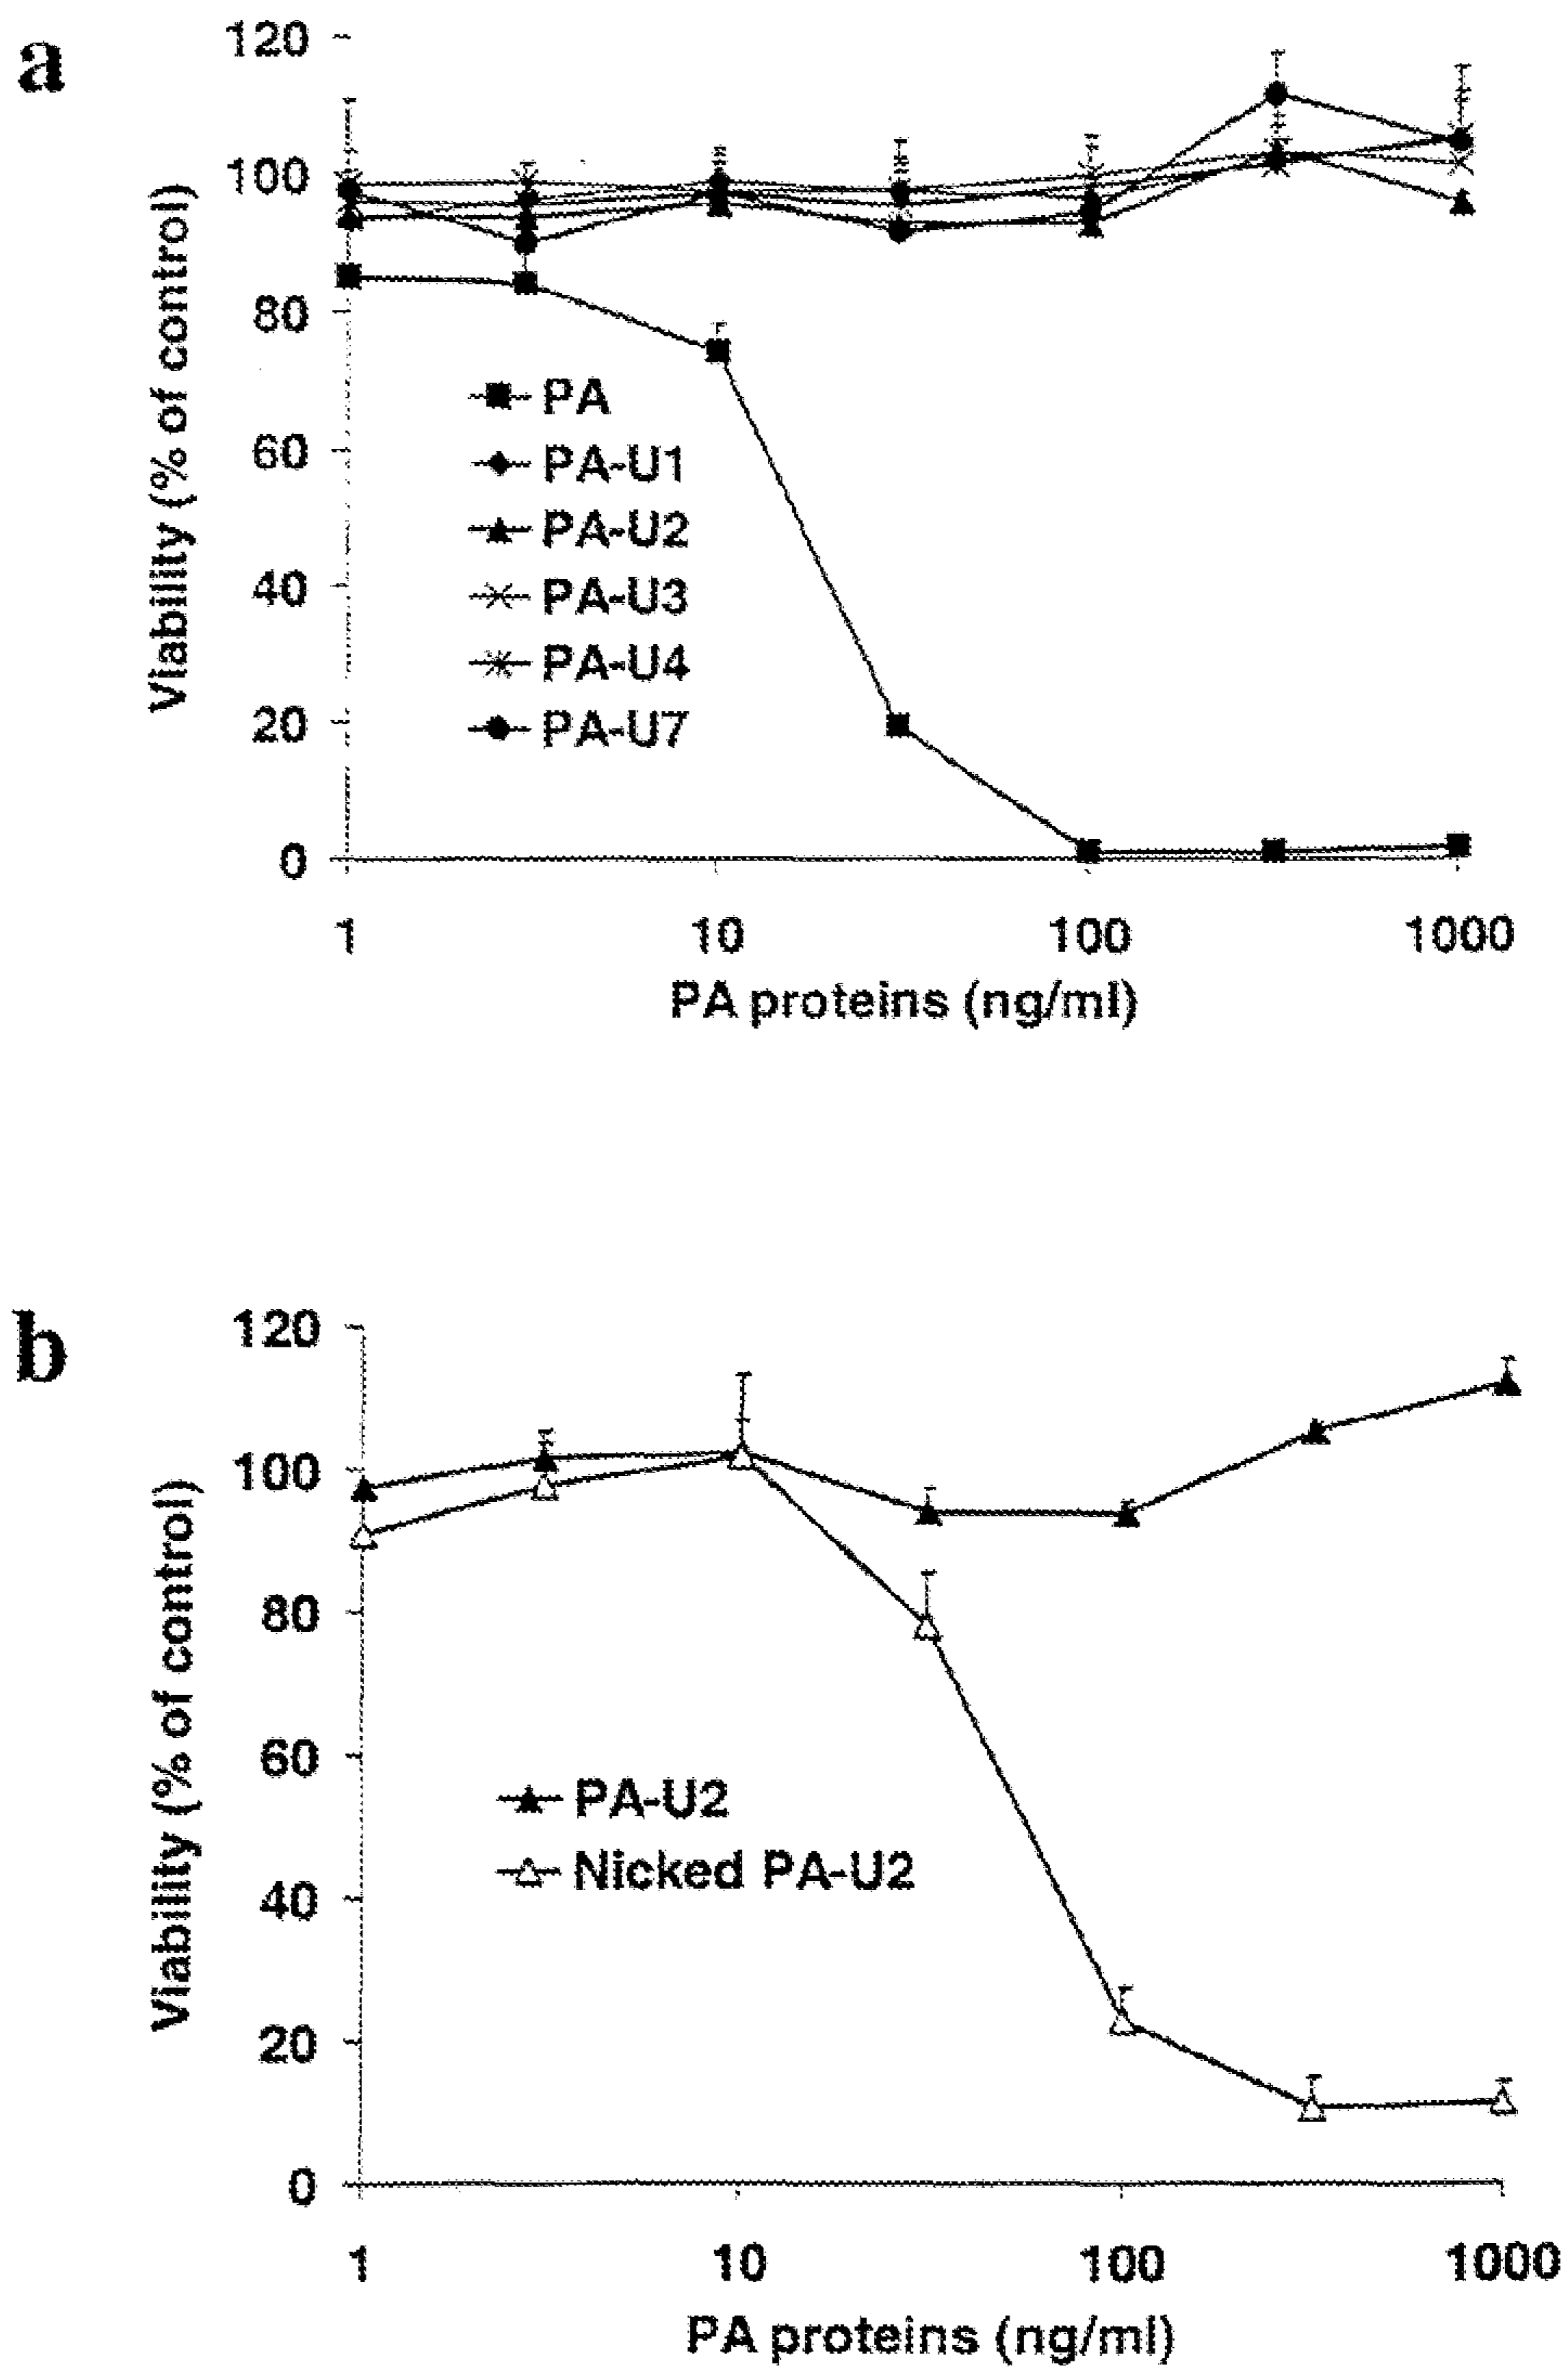 a
120
100
80
60
40
20
0
Viability (% of control)
PA
PA-U1
PA-U2
PA-U3
PA-U4
PA-U7
1 10 100 1000
PA proteins (ng/ml)
b
120
100
80
60
40
20
0
Viability (% of control)
PA-U2
Nicked PA-U2
1 10 100 1000
PA proteins (ng/ml)